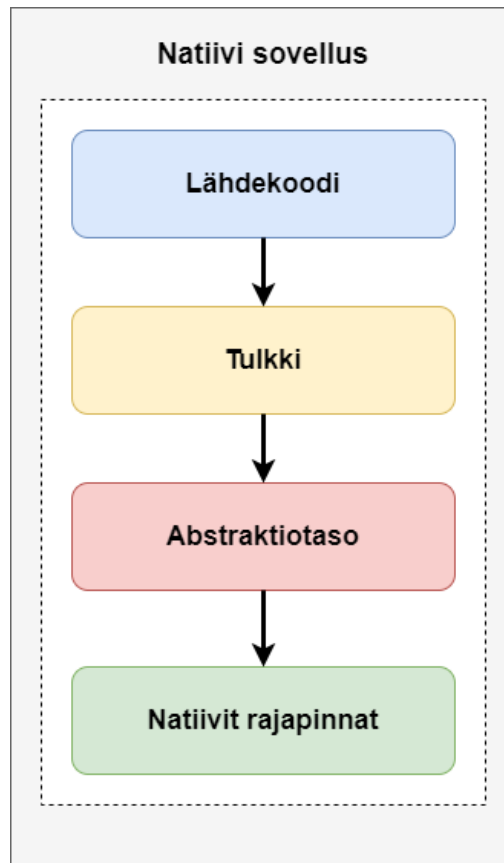 Natiivi sovellus
Lähdekoodi
Tulkki
Abstraktiotaso
Natiivit rajapinnat